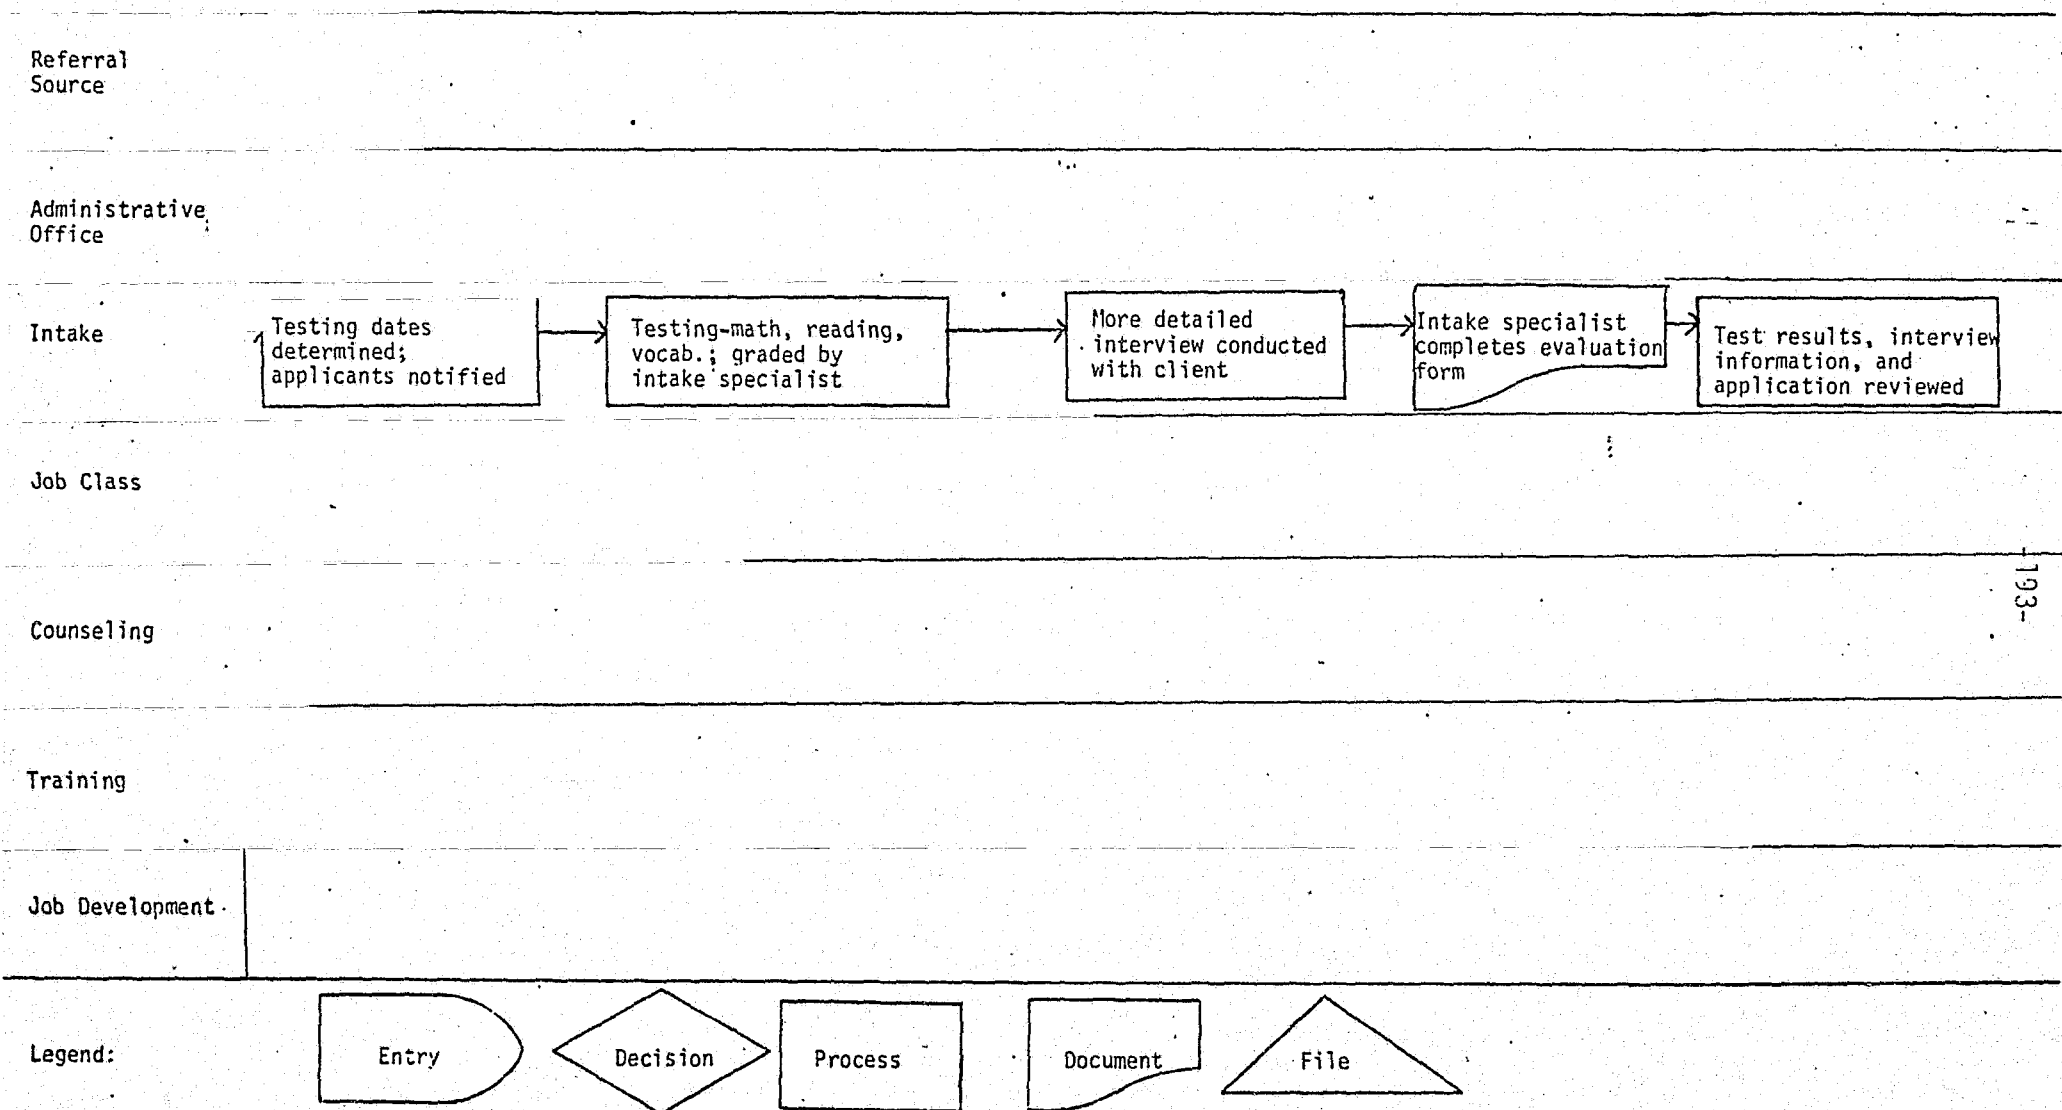 Referral
Source
Administrative
Office
Intake
Testing dates
determined;
applicants notified
Testing-math, reading,
vocab.; graded by
intake specialist
More detailed
interview conducted
with client
Intake specialist
completes evaluation
form
Test results, interview
information, and
application reviewed
Job Class
Counseling
-193-
Training
Job Development
Legend:
Entry
Decision
Process
Document
File